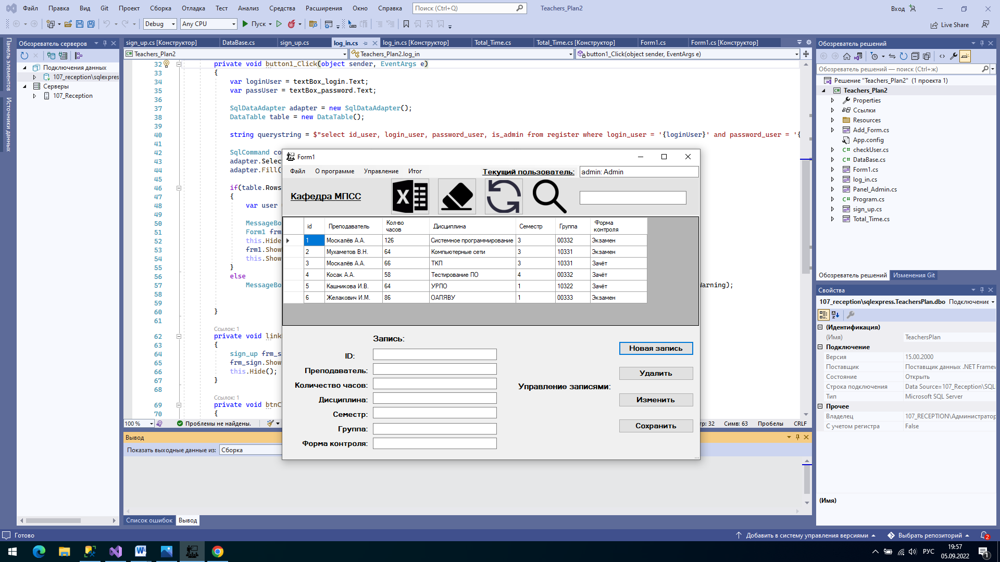 Файл Правка Вид Git Проект Сборка Отладка Тест Анализ Средства Расширения Окно Справка Поиск (Ctrl+Q) Teachers_Plan2 Вход
Debug Any CPU Пуск Live Share
Панель элементов
Источники данных
Обозреватель серверов
Подключения данных
107_reception\sqlexpres
Серверы
107_Reception
sign_up.cs [Конструктор] DataBase.cs sign_up.cs log_in.cs log_in.cs [Конструктор] Total_Time.cs Total_Time.cs [Конструктор] Form1.cs Form1.cs [Конструктор]
Teachers_Plan2 Teachers_Plan2.log_in button1_Click(object sender, EventArgs e)
32 private void button1_Click(object sender, EventArgs e)
33 {
34 var loginUser = textBox_login.Text;
35 var passUser = textBox_password.Text;
36
37 SqlDataAdapter adapter = new SqlDataAdapter();
38 DataTable table = new DataTable();
39
40 string querystring = $"select id_user, login_user, password_user, is_admin from register where login_user = '{loginUser}' and password_user = '{
41
42 SqlCommand co
43 adapter.Selec
44 adapter.Fill(
45
46 if(table.Rows
47 {
48 var user
49
50 MessageBo
51 Form1 frm
52 this.Hide
53 frm1.Show
54 this.Show
55 }
56 else
57 MessageBo Warning);
58
59
60 }
61
Ссылок: 1
62 private void link
63 {
64 sign_up frm_s
65 frm_sign.Show
66 this.Hide();
67 }
68
Ссылок: 1
69 private void btnC
70 {
100 % Проблемы не найдены. стр: 32 Симв: 63 Пробелы CRLF
Form1
Файл О программе Управление Итог Текущий пользователь: admin: Admin
Кафедра МПСС
id Преподаватель Кол-во часов Дисциплина Семестр Группа Форма контроля
1 Москалёв А.А. 126 Системное программирование 3 00332 Экзамен
2 Мухаметов В.Н. 64 Компьютерные сети 3 10331 Экзамен
3 Москалёв А.А. 66 ТКП 3 10331 Зачёт
4 Косак А.А. 58 Тестирование ПО 4 00332 Зачёт
5 Кашникова И.В. 64 УРПО 1 10322 Зачёт
6 Желакович И.М. 86 ОАПЯВУ 1 00333 Экзамен
Запись:
ID:
Преподаватель:
Количество часов:
Дисциплина:
Семестр:
Группа:
Форма контроля:
Управление записями:
Новая запись
Удалить
Изменить
Сохранить
Вывод
Показать выходные данные из: Сборка
Список ошибок Вывод
Обозреватель решений
Обозреватель решений — поиск (Ctrl+ж)
Решение "Teachers_Plan2" (1 проекта 1)
Teachers_Plan2
Properties
Ссылки
Resources
Add_Form.cs
App.config
checkUser.cs
DataBase.cs
Form1.cs
log_in.cs
Panel_Admin.cs
Program.cs
sign_up.cs
Total_Time.cs
Обозреватель решений Изменения Git
Свойства
107_reception\sqlexpress.TeachersPlan.dbo Подключение
(Идентификация)
(Имя) TeachersPlan
Подключение
Версия 15.00.2000
Поставщик Поставщик данных .NET Framew
Состояние Открыть
Строка подключения Data Source=107_Reception\SQL
Тип Microsoft SQL Server
Прочее
Владелец 107_RECEPTION\Администратор
С учетом регистра False
(Имя)
Готово Добавить в систему управления версиями Выбрать репозиторий 2
РУС 19:57
05.09.2022 1